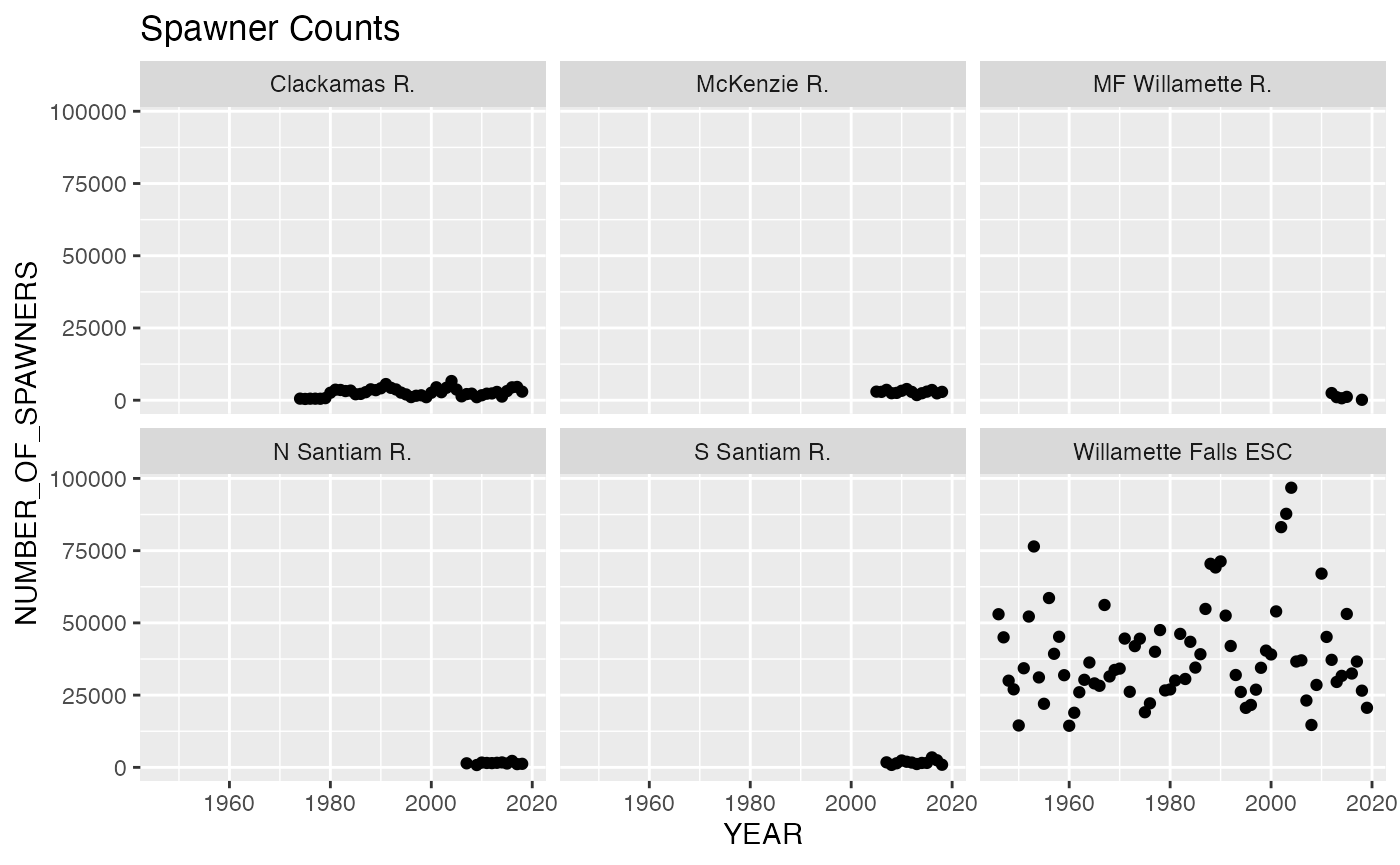 Spawner Counts
Clackamas R. McKenzie R. MF Willamette R.
100000
75000
50000
25000
0
NUMBER_OF_SPAWNERS
N Santiam R. S Santiam R. Willamette Falls ESC
100000
75000
50000
25000
0
1960 1980 2000 2020 1960 1980 2000 2020 1960 1980 2000 2020
YEAR